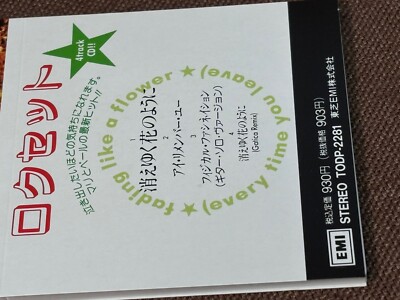 ロクセット
4track
CD!!
泣き出したいほどの気持ちになれます。
マリとペールの最新ヒット!!
fading like a flower (every time you leave)
1
消えゆく花のように
2
アイ・リメンバー・ユー
3
フィジカル・ファシネイション
(ギター・ソロ・ヴァージョン)
4
消えゆく花のように
(Galica Remix)
税込定価 930円 (税抜価格 903円)
STEREO TODP-2281 東芝EMI株式会社
EMI